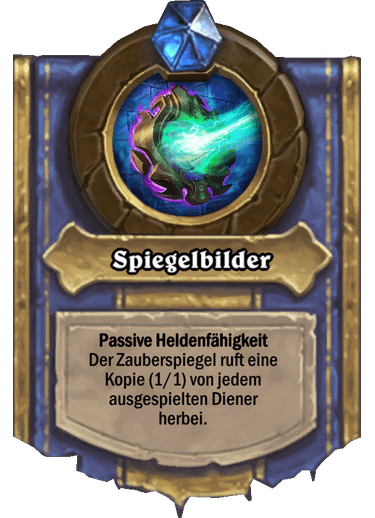 Spiegelbilder
Passive Heldenfähigkeit
Der Zauberspiegel ruft eine
Kopie (1/1) von jedem
ausgespielten Diener
herbei.